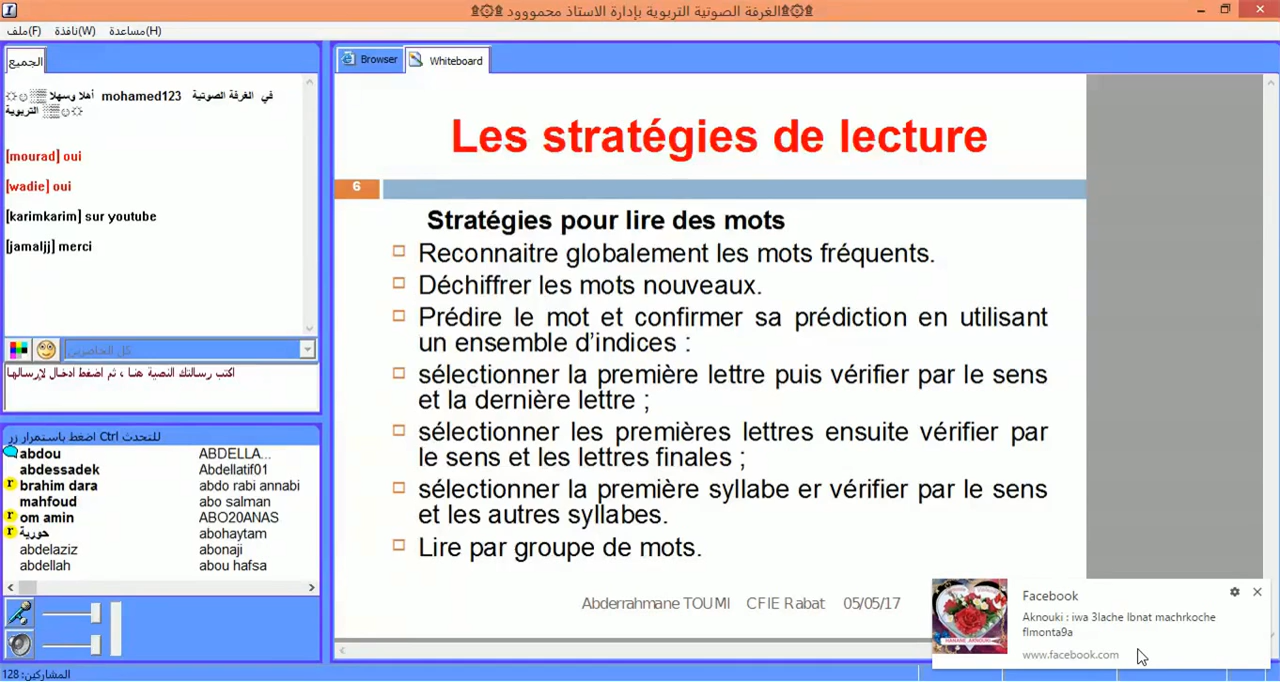 ۩۞۩الغرفة الصوتية التربوية بإدارة الاستاذ محمووود۩۞۩
ملف(F) نافذة(W) مساعدة(H)
الجميع
Browser
Whiteboard
أهلا وسهلا mohamed123 في الغرفة الصوتية
التربوية
[mourad] oui
[wadie] oui
[karimkarim] sur youtube
[jamaljj] merci
كل الحاضرين
اكتب رسالتك النصية هنا ، ثم اضغط ادخال لإرسالها
للتحدث Ctrl اضغط باستمرار زر
abdou ABDELLA...
abdessadek Abdellatif01
brahim dara abdo rabi annabi
mahfoud abo salman
om amin ABO20ANAS
حورية abohaytam
abdelaziz abonaji
abdellah abou hafsa
المشاركين: 128
Les stratégies de lecture
6
Stratégies pour lire des mots
Reconnaitre globalement les mots fréquents.
Déchiffrer les mots nouveaux.
Prédire le mot et confirmer sa prédiction en utilisant
un ensemble d’indices :
sélectionner la première lettre puis vérifier par le sens
et la dernière lettre ;
sélectionner les premières lettres ensuite vérifier par
le sens et les lettres finales ;
sélectionner la première syllabe er vérifier par le sens
et les autres syllabes.
Lire par groupe de mots.
Abderrahmane TOUMI CFIE Rabat 05/05/17
Facebook
Aknouki : iwa 3lache lbnat machrkoche
flmonta9a
www.facebook.com
HANANE AKNOUKI